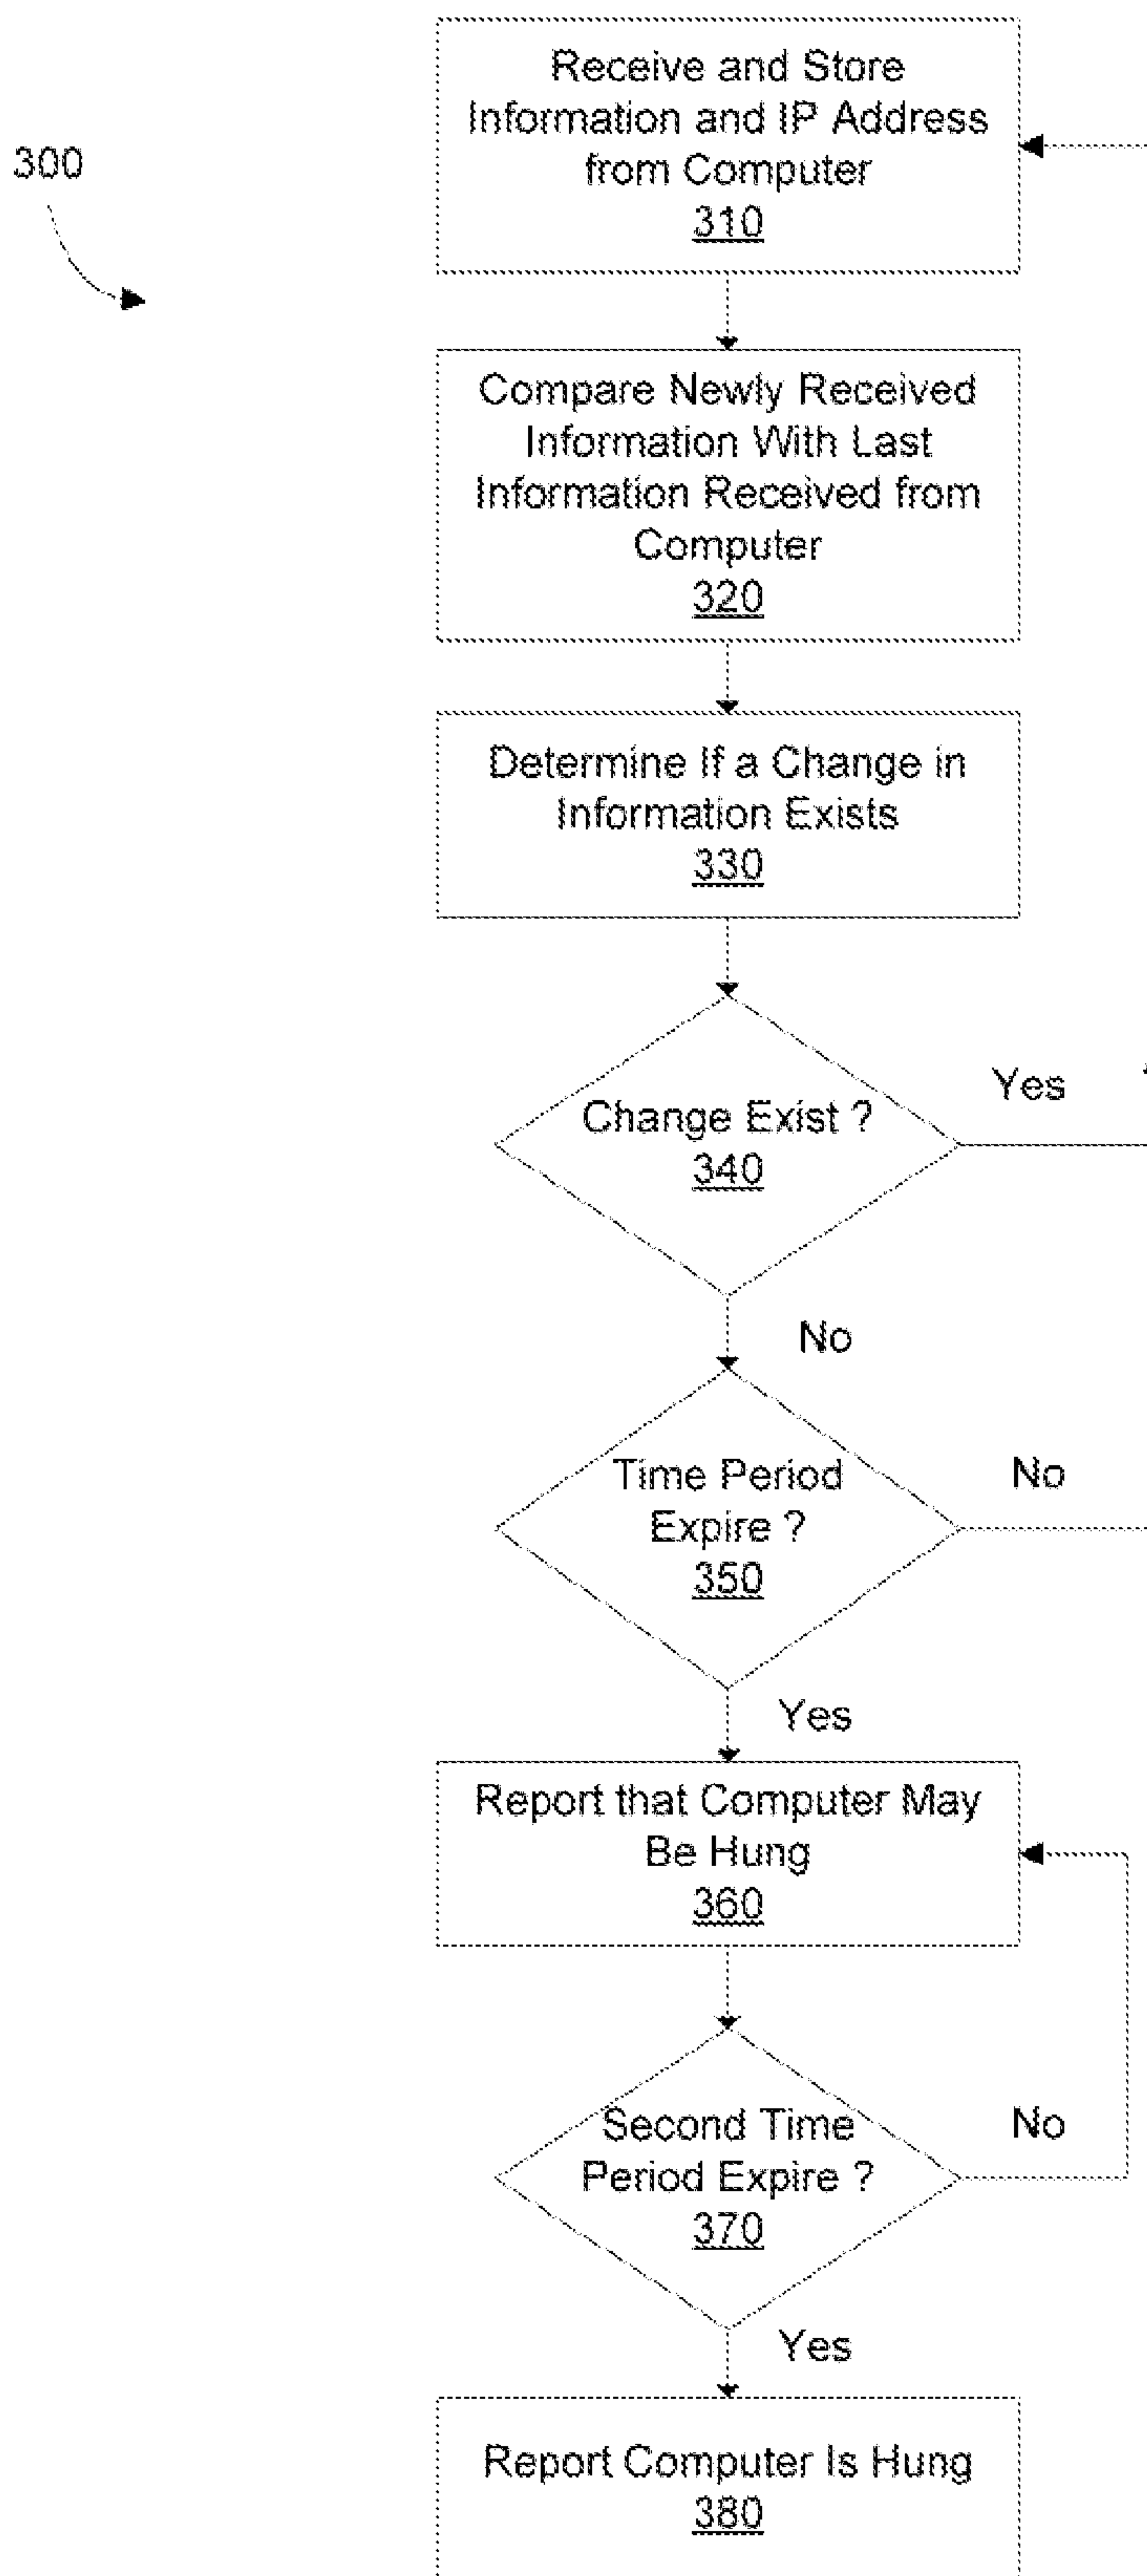 300
Receive and Store
Information and IP Address
from Computer
310
Compare Newly Received
Information With Last
Information Received from
Computer
320
Determine If a Change in
Information Exists
330
Change Exist ?
340
Yes
No
Time Period
Expire ?
350
No
Yes
Report that Computer May
Be Hung
360
Second Time
Period Expire ?
370
No
Yes
Report Computer Is Hung
380